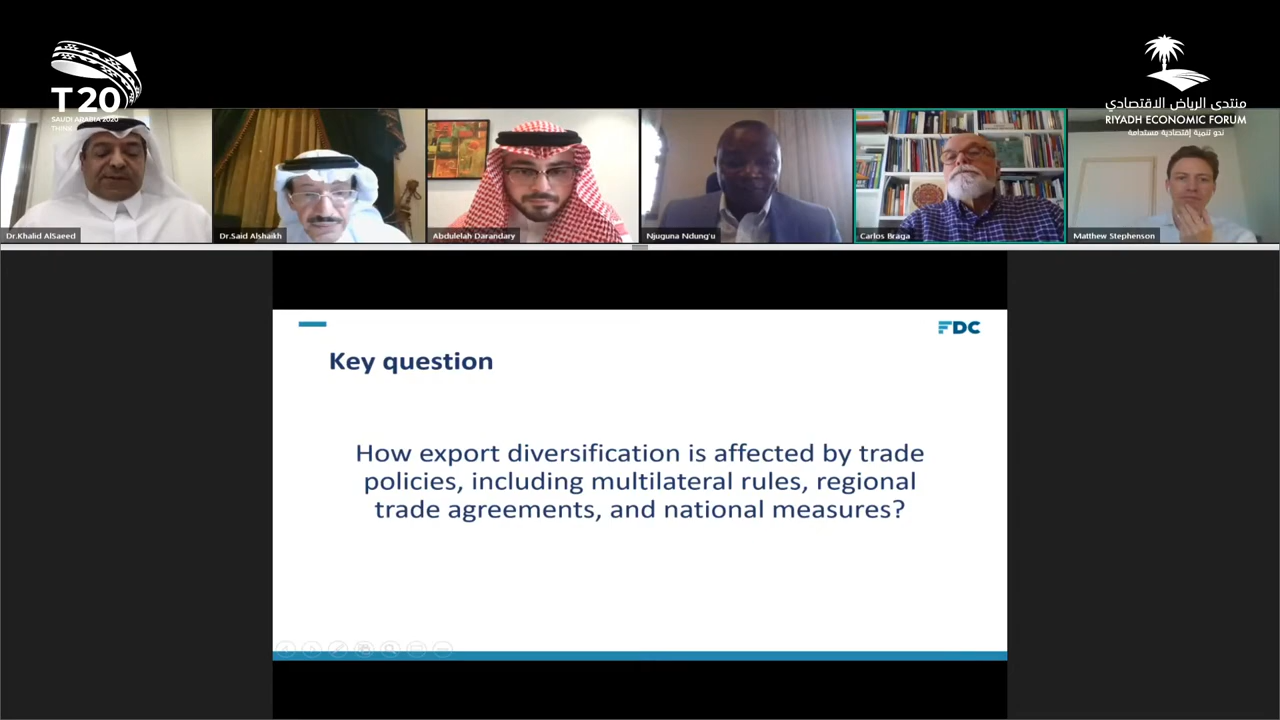 T20
SAUDI ARABIA 2020
THINK
منتدى الرياض الاقتصادي
RIYADH ECONOMIC FORUM
نحو تنمية إقتصادية مستدامة
Dr.Khalid AlSaeed
Dr.Said Alshaikh
Abdulelah Darandary
Njuguna Ndung'u
Carlos Braga
Matthew Stephenson
FDC
Key question
How export diversification is affected by trade
policies, including multilateral rules, regional
trade agreements, and national measures?